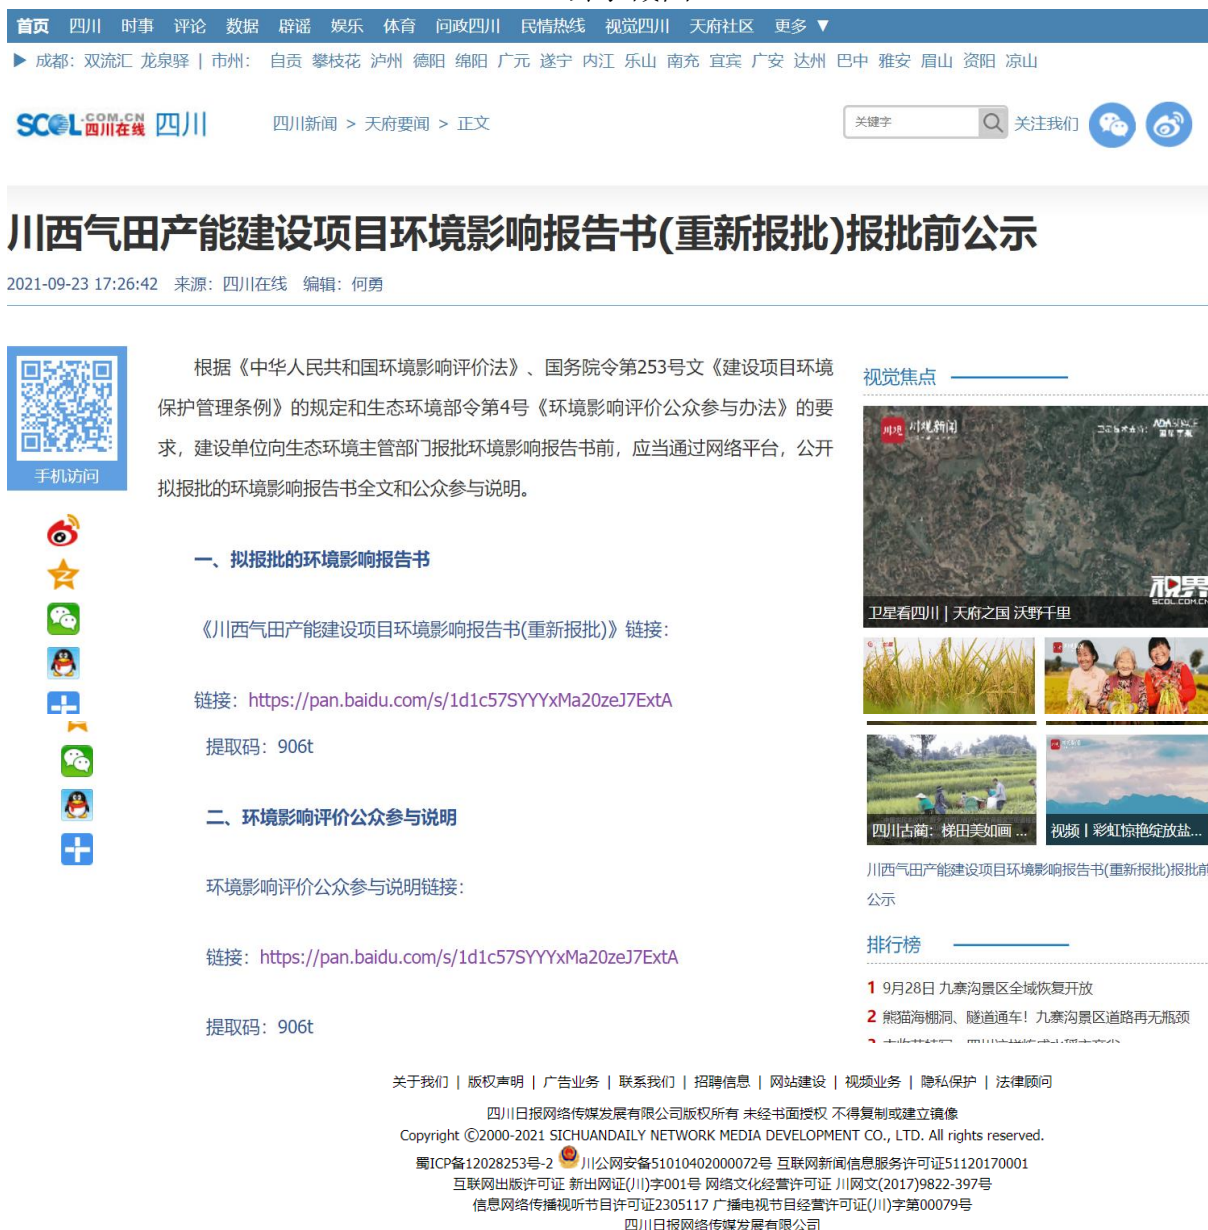 首页 四川 时事 评论 数据 辟谣 娱乐 体育 问政四川 民情热线 视觉四川 天府社区 更多 ▼
▶ 成都：双流汇 龙泉驿 | 市州： 自贡 攀枝花 泸州 德阳 绵阳 广元 遂宁 内江 乐山 南充 宜宾 广安 达州 巴中 雅安 眉山 资阳 凉山
SCOL.COM.CN 四川在线 四川
四川新闻 > 天府要闻 > 正文
关键字
关注我们
川西气田产能建设项目环境影响报告书(重新报批)报批前公示
2021-09-23 17:26:42 来源：四川在线 编辑：何勇
手机访问
根据《中华人民共和国环境影响评价法》、国务院令第253号文《建设项目环境
保护管理条例》的规定和生态环境部令第4号《环境影响评价公众参与办法》的要
求，建设单位向生态环境主管部门报批环境影响报告书前，应当通过网络平台，公开
拟报批的环境影响报告书全文和公众参与说明。
一、拟报批的环境影响报告书
《川西气田产能建设项目环境影响报告书(重新报批)》链接：
链接：https://pan.baidu.com/s/1d1c57SYYYxMa20zeJ7ExtA
提取码：906t
二、环境影响评价公众参与说明
环境影响评价公众参与说明链接：
链接：https://pan.baidu.com/s/1d1c57SYYYxMa20zeJ7ExtA
提取码：906t
视觉焦点
川观 川观新闻
视界
SCOL.COM.CN
卫星看四川 | 天府之国 沃野千里
四川古蔺：梯田美如画 ...
视频 | 彩虹惊艳绽放盐...
川西气田产能建设项目环境影响报告书(重新报批)报批前
公示
排行榜
1 9月28日 九寨沟景区全域恢复开放
2 熊猫海棚洞、隧道通车！九寨沟景区道路再无瓶颈
关于我们 | 版权声明 | 广告业务 | 联系我们 | 招聘信息 | 网站建设 | 视频业务 | 隐私保护 | 法律顾问
四川日报网络传媒发展有限公司版权所有 未经书面授权 不得复制或建立镜像
Copyright ©2000-2021 SICHUANDAILY NETWORK MEDIA DEVELOPMENT CO., LTD. All rights reserved.
蜀ICP备12028253号-2 川公网安备51010402000072号 互联网新闻信息服务许可证51120170001
互联网出版许可证 新出网证(川)字001号 网络文化经营许可证 川网文(2017)9822-397号
信息网络传播视听节目许可证2305117 广播电视节目经营许可证(川)字第00079号
四川日报网络传媒发展有限公司